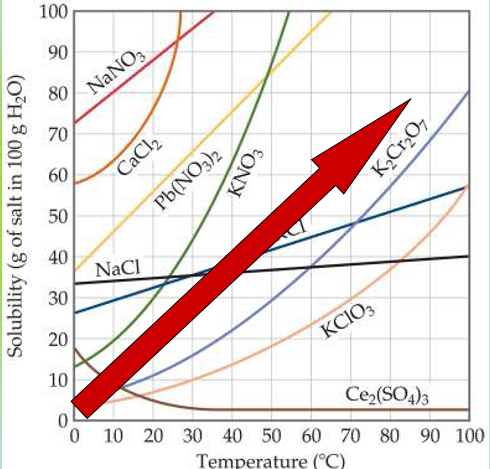 Solubility (g of salt in 100 g H₂O)
100
90
80
70
60
50
40
30
20
10
0
NaNO₃
CaCl₂
Pb(NO₃)₂
KNO₃
K₂Cr₂O₇
KCl
NaCl
KClO₃
Ce₂(SO₄)₃
0 10 20 30 40 50 60 70 80 90 100
Temperature (°C)